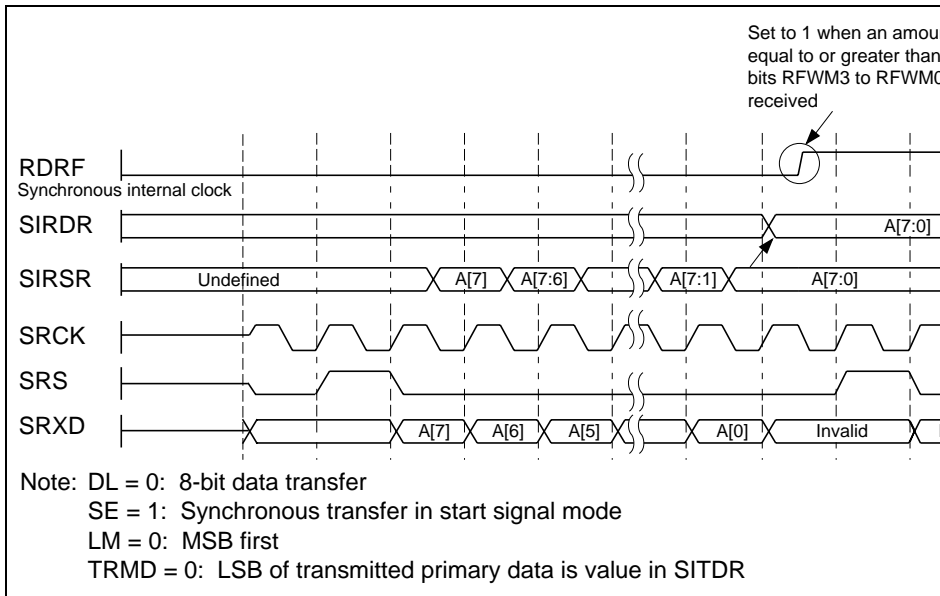 Set to 1 when an
equal to or greater than
bits RFWM3 to
received
RDRF
Synchronous internal clock
SIRDR
A[7:0]
SIRSR
Undefined A[7] A[7:6] A[7:1] A[7:0]
SRCK
SRS
SRXD
A[7] A[6] A[5] A[0] Invalid
Note: DL = 0: 8-bit data transfer
SE = 1: Synchronous transfer in start signal mode
LM = 0: MSB first
TRMD = 0: LSB of transmitted primary data is value in SITDR